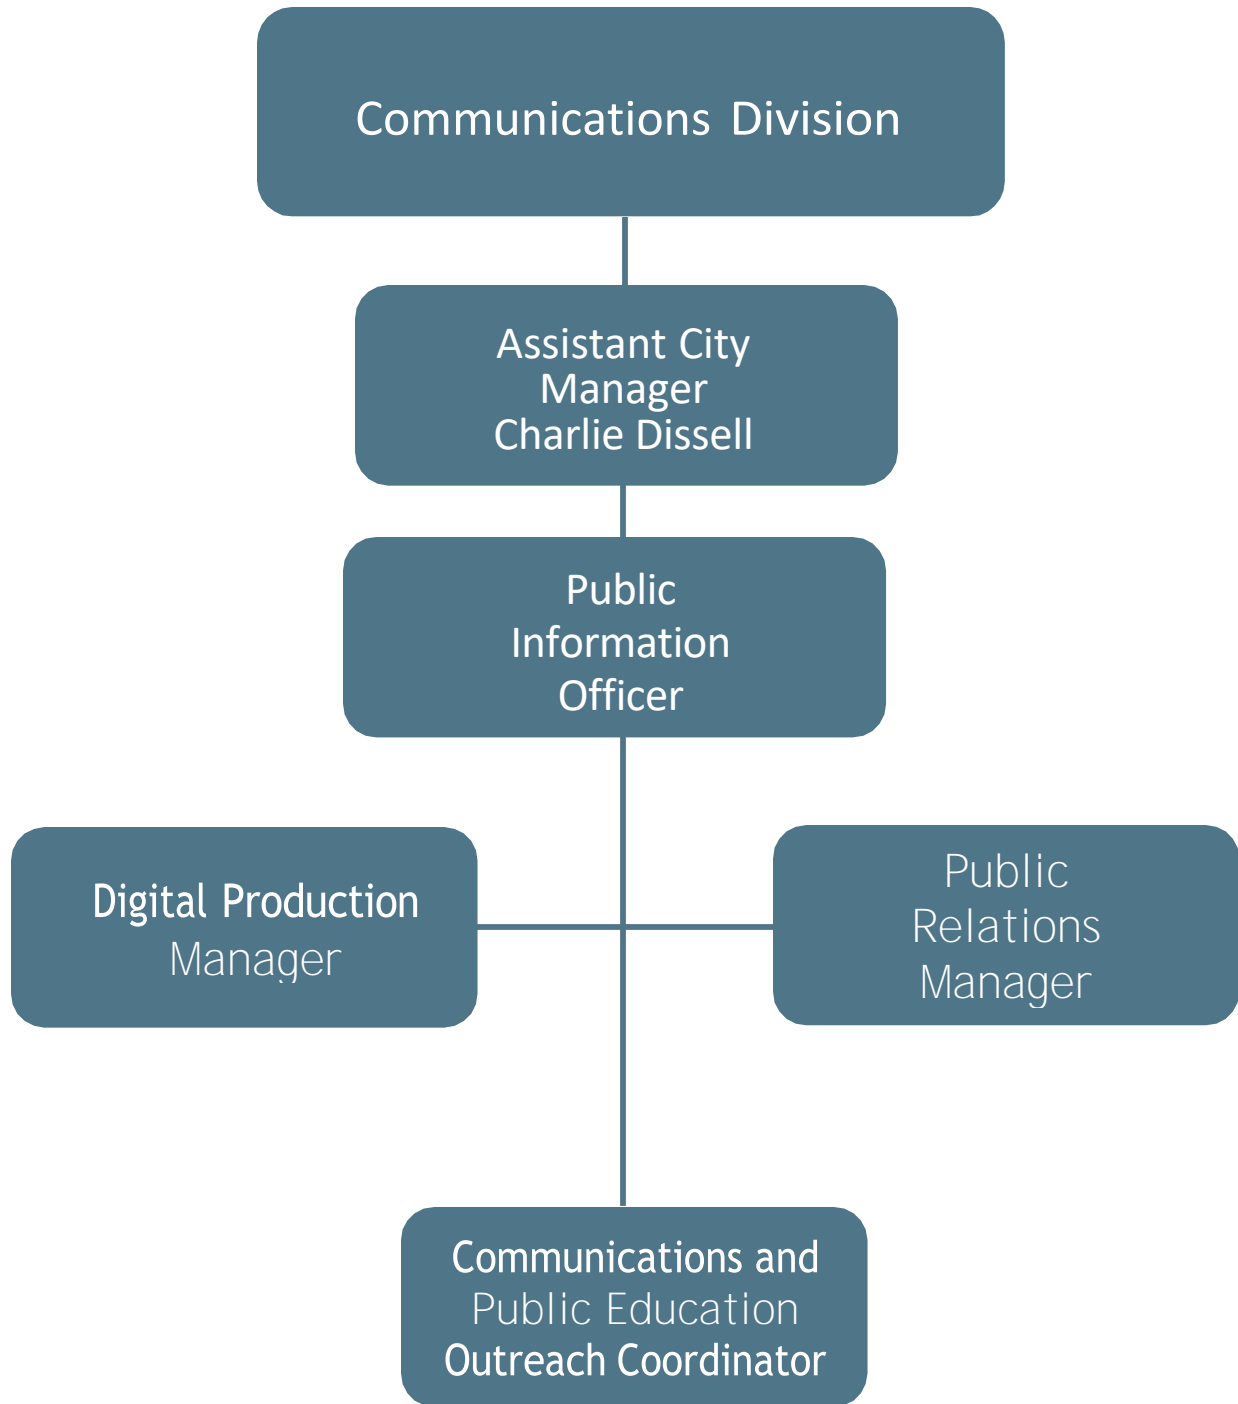 Communications Division
Assistant City
Manager
Charlie Dissell
Public
Information
Officer
Digital Production
Manager
Public
Relations
Manager
Communications and
Public Education
Outreach Coordinator